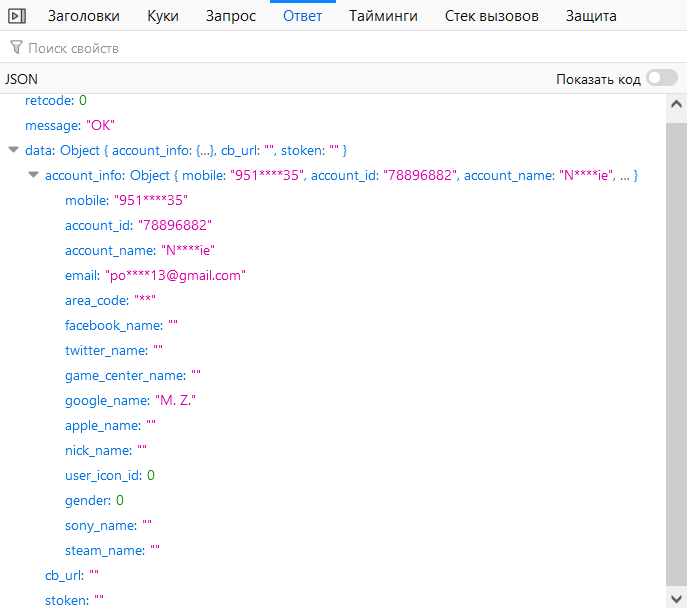 Заголовки Куки Запрос Ответ Тайминги Стек вызовов Защита
Поиск свойств
JSON Показать код
retcode: 0
message: "OK"
data: Object { account_info: {…}, cb_url: "", stoken: "" }
account_info: Object { mobile: "951****35", account_id: "78896882", account_name: "N****ie", … }
mobile: "951****35"
account_id: "78896882"
account_name: "N****ie"
email: "po****13@gmail.com"
area_code: "**"
facebook_name: ""
twitter_name: ""
game_center_name: ""
google_name: "M. Z."
apple_name: ""
nick_name: ""
user_icon_id: 0
gender: 0
sony_name: ""
steam_name: ""
cb_url: ""
stoken: ""